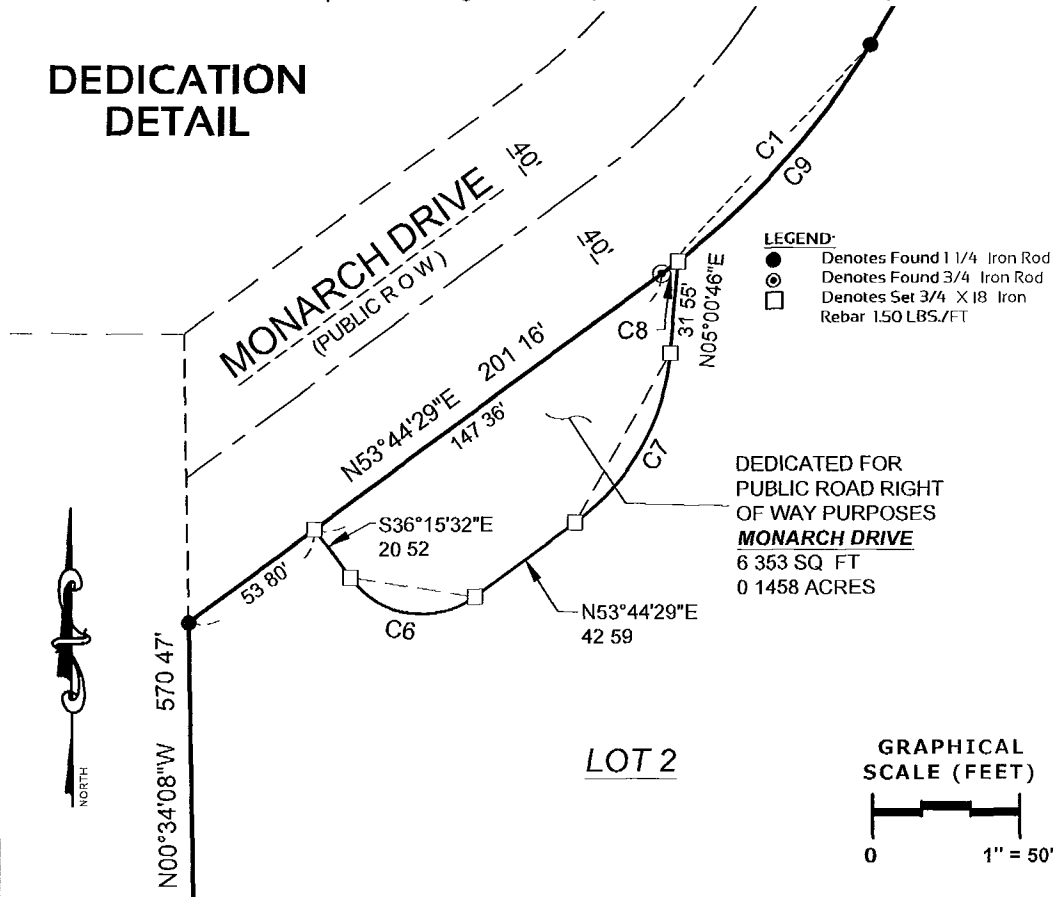 DEDICATION
DETAIL
MONARCH DRIVE
(PUBLIC R O W)
40'
40'
C1
C9
LEGEND:
Denotes Found 1 1/4 Iron Rod
Denotes Found 3/4 Iron Rod
Denotes Set 3/4 X 18 Iron
Rebar 1.50 LBS./FT
N53°44'29"E 201 16'
147 36'
C8
31 55'
N05°00'46"E
C7
DEDICATED FOR
PUBLIC ROAD RIGHT
OF WAY PURPOSES
MONARCH DRIVE
6 353 SQ FT
0 1458 ACRES
S36°15'32"E
20 52
53 80'
C6
N53°44'29"E
42 59
N00°34'08"W 570 47'
NORTH
LOT 2
GRAPHICAL
SCALE (FEET)
0 1" = 50'